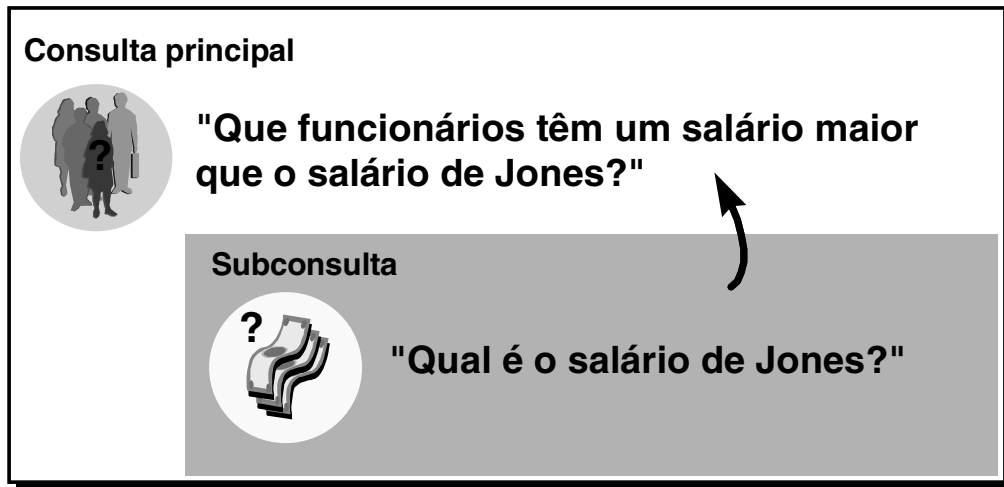 Consulta principal
?
"Que funcionários têm um salário maior
que o salário de Jones?"
Subconsulta
?
"Qual é o salário de Jones?"